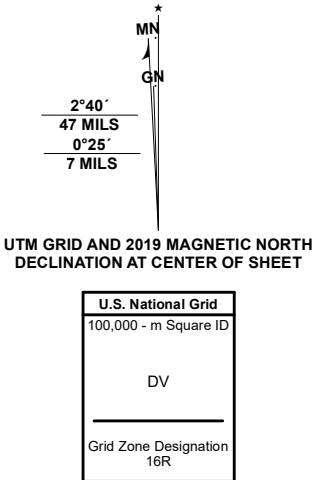 MN
GN
2°40´
47 MILS
0°25´
7 MILS
UTM GRID AND 2019 MAGNETIC NORTH
DECLINATION AT CENTER OF SHEET
U.S. National Grid
100,000 - m Square ID
DV
Grid Zone Designation
16R